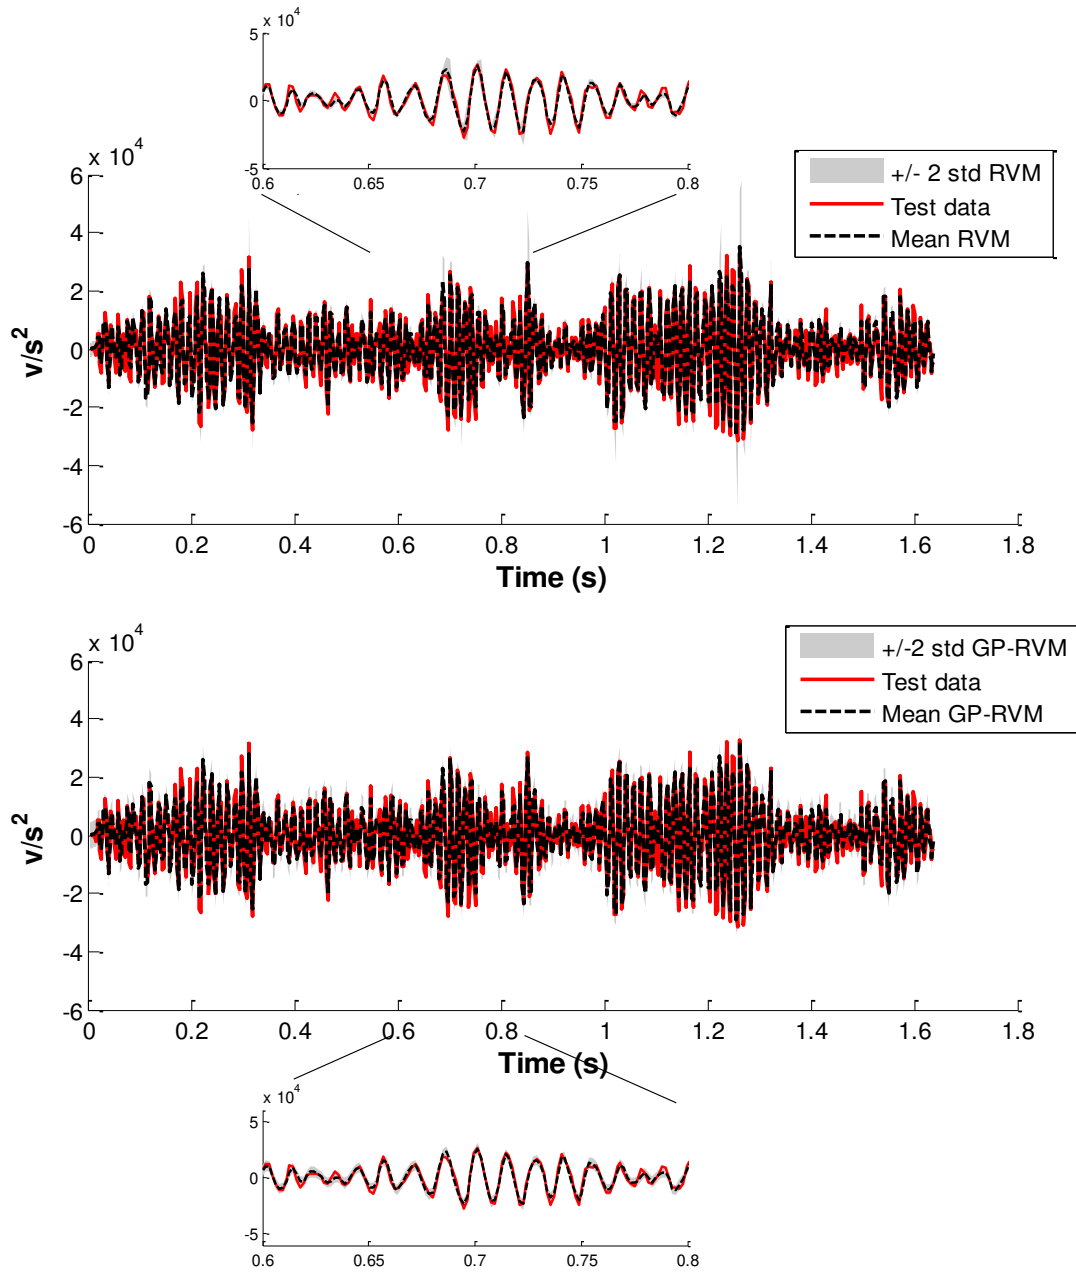 x 10^4
5
0
-5
0.6 0.65 0.7 0.75 0.8
x 10^4
6
4
2
0
-2
-4
-6
v/s^2
+/- 2 std RVM
Test data
Mean RVM
0 0.2 0.4 0.6 0.8 1 1.2 1.4 1.6 1.8
Time (s)
x 10^4
6
4
2
0
-2
-4
-6
v/s^2
+/-2 std GP-RVM
Test data
Mean GP-RVM
0 0.2 0.4 0.6 0.8 1 1.2 1.4 1.6 1.8
Time (s)
x 10^4
5
0
-5
0.6 0.65 0.7 0.75 0.8